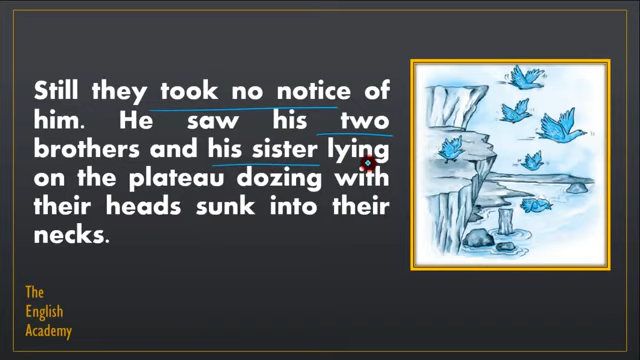 Still they took no notice of
him. He saw his two
brothers and his sister lying
on the plateau dozing with
their heads sunk into their
necks.
The
English
Academy